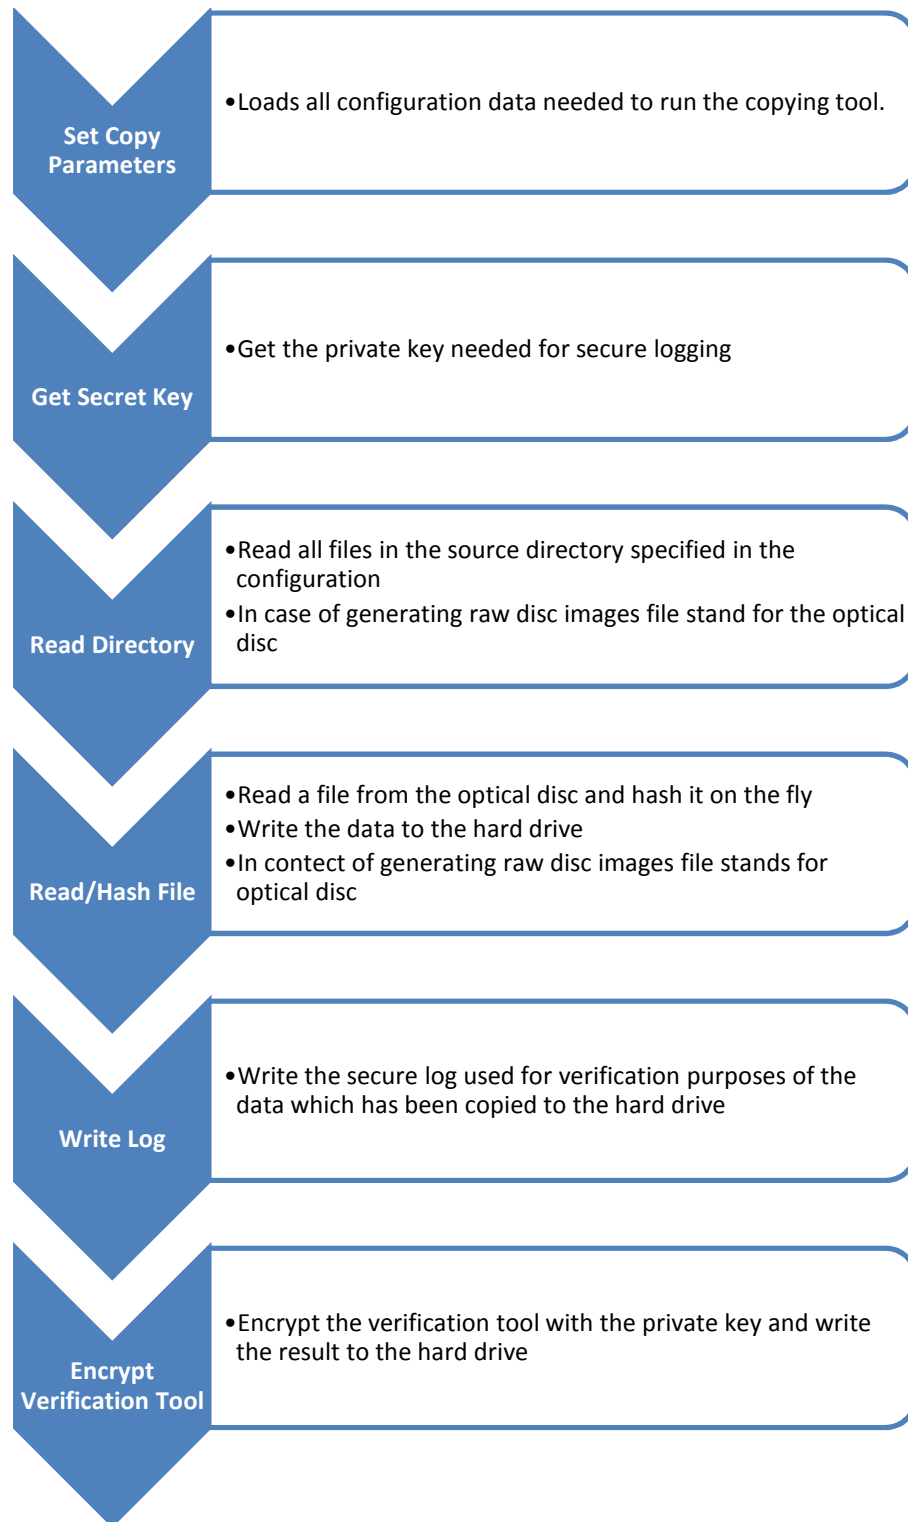 Set Copy
Parameters
•Loads all configuration data needed to run the copying tool.
Get Secret Key
•Get the private key needed for secure logging
Read Directory
•Read all files in the source directory specified in the
configuration
•In case of generating raw disc images file stand for the optical
disc
Read/Hash File
•Read a file from the optical disc and hash it on the fly
•Write the data to the hard drive
•In contect of generating raw disc images file stands for
optical disc
Write Log
•Write the secure log used for verification purposes of the
data which has been copied to the hard drive
Encrypt
Verification Tool
•Encrypt the verification tool with the private key and write
the result to the hard drive